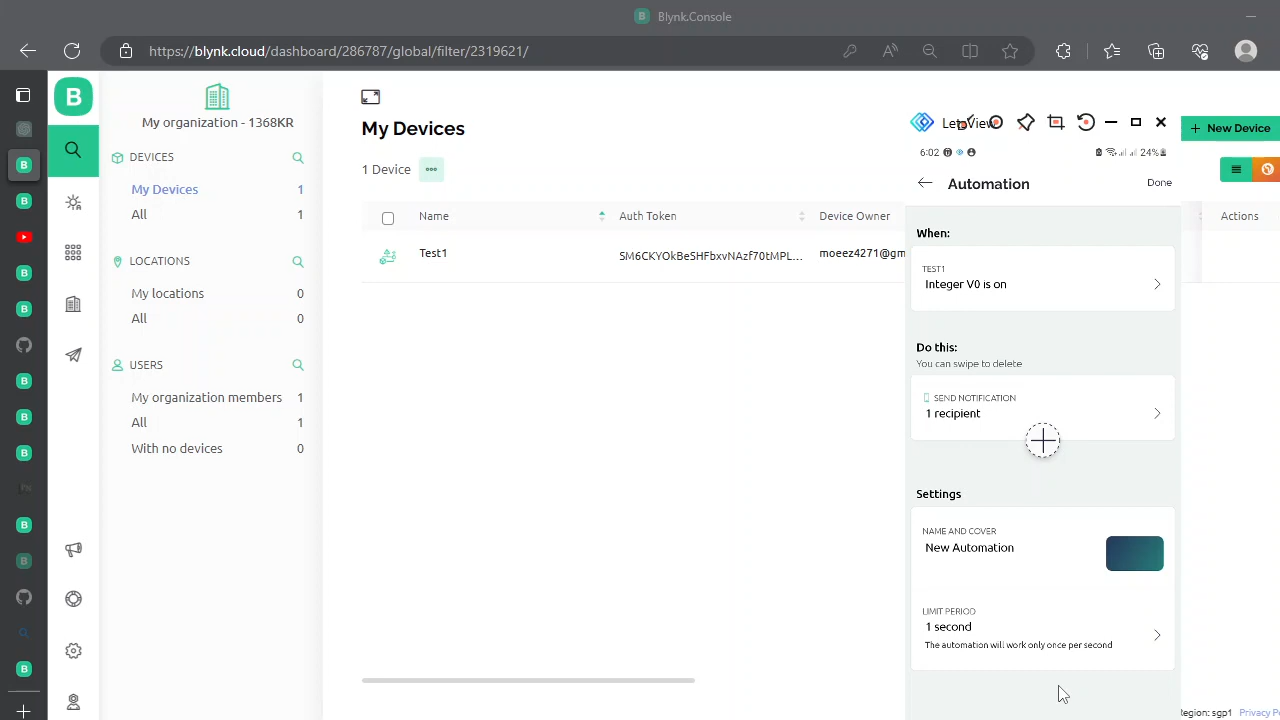 Blynk.Console
https://blynk.cloud/dashboard/286787/global/filter/2319621/
B
My organization - 1368KR
DEVICES
My Devices 1
All 1
LOCATIONS
My locations 0
All 0
USERS
My organization members 1
All 1
With no devices 0
My Devices
1 Device
Name
Auth Token
Device Owner
Actions
Test1
SM6CKYOkBeSHFbxvNAzf70tMPL...
moeez4271@gm
+ New Device
6:02
24%
Automation
Done
When:
TEST1
Integer V0 is on
Do this:
You can swipe to delete
SEND NOTIFICATION
1 recipient
Settings
NAME AND COVER
New Automation
LIMIT PERIOD
1 second
The automation will work only once per second
Region: sgp1
Privacy P